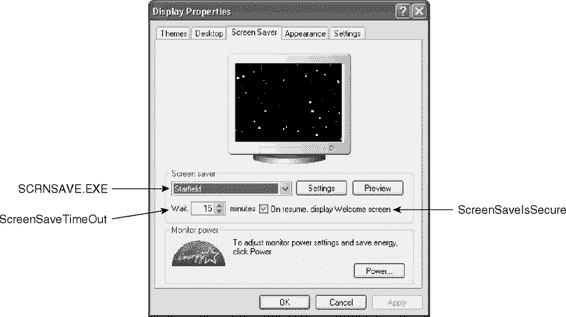 Display Properties
Themes Desktop Screen Saver Appearance Settings
Screen saver
SCRNSAVE.EXE Starfield Settings Preview
ScreenSaveTimeOut Wait: 15 minutes On resume, display Welcome screen ScreenSaveIsSecure
Monitor power
To adjust monitor power settings and save energy,
click Power.
energy
Power...
OK Cancel Apply